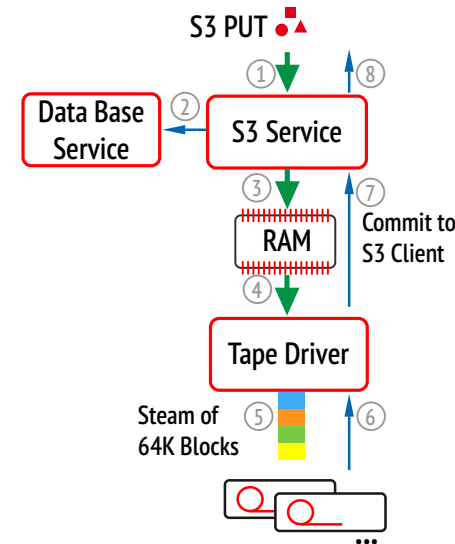 S3 PUT
1
8
Data Base
Service
2
S3 Service
3
7
Commit to
S3 Client
RAM
4
Tape Driver
Steam of
64K Blocks
5
6
...